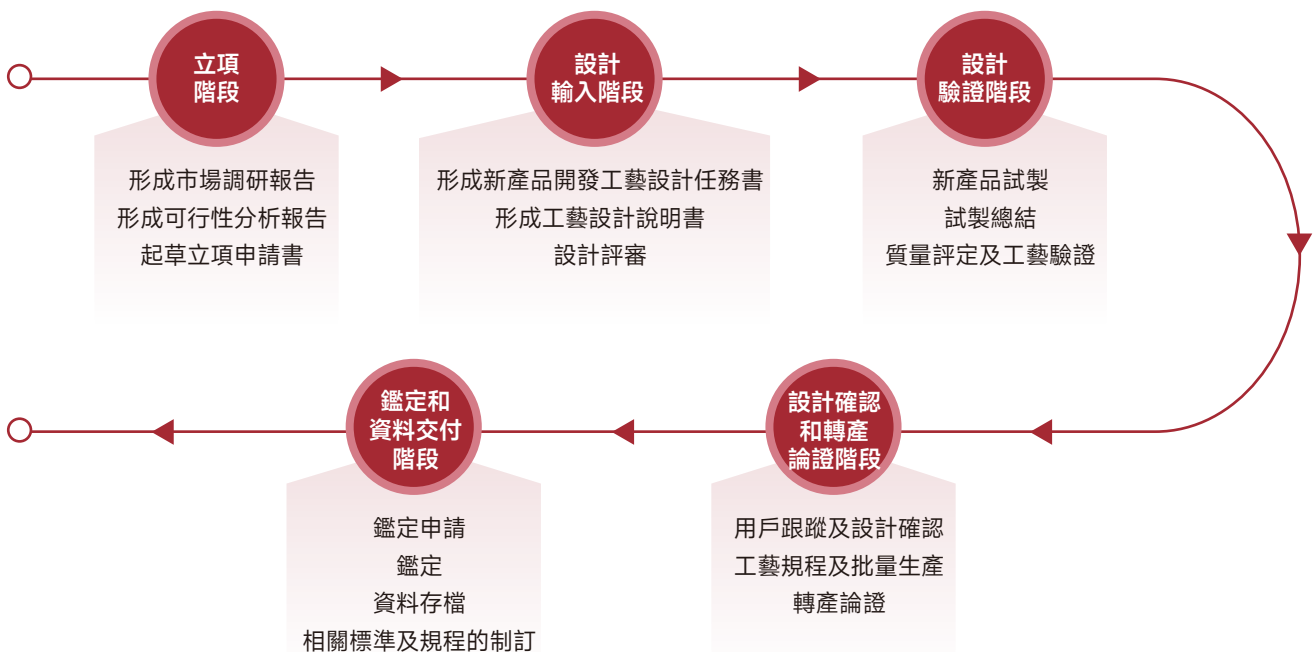 立項
階段
形成市場調研報告
形成可行性分析報告
起草立項申請書
設計
輸入階段
形成新產品開發工藝設計任務書
形成工藝設計說明書
設計評審
設計
驗證階段
新產品試製
試製總結
質量評定及工藝驗證
設計確認
和轉產
論證階段
用戶跟蹤及設計確認
工藝規程及批量生產
轉產論證
鑑定和
資料交付
階段
鑑定申請
鑑定
資料存檔
相關標準及規程的制訂